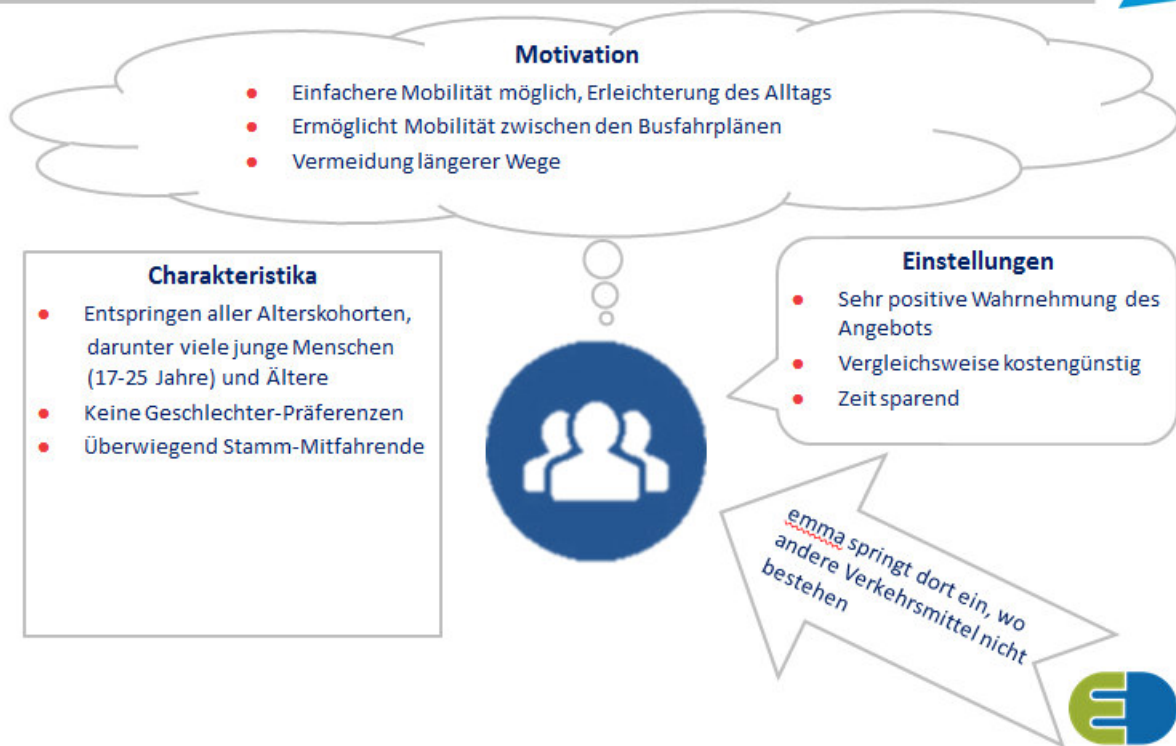 Motivation
Einfachere Mobilität möglich, Erleichterung des Alltags
Ermöglicht Mobilität zwischen den Busfahrplänen
Vermeidung längerer Wege
Charakteristika
Entspringen aller Alterskohorten,
darunter viele junge Menschen
(17-25 Jahre) und Ältere
Keine Geschlechter-Präferenzen
Überwiegend Stamm-Mitfahrende
Einstellungen
Sehr positive Wahrnehmung des
Angebots
Vergleichsweise kostengünstig
Zeit sparend
emma springt dort ein, wo
andere Verkehrsmittel nicht
bestehen